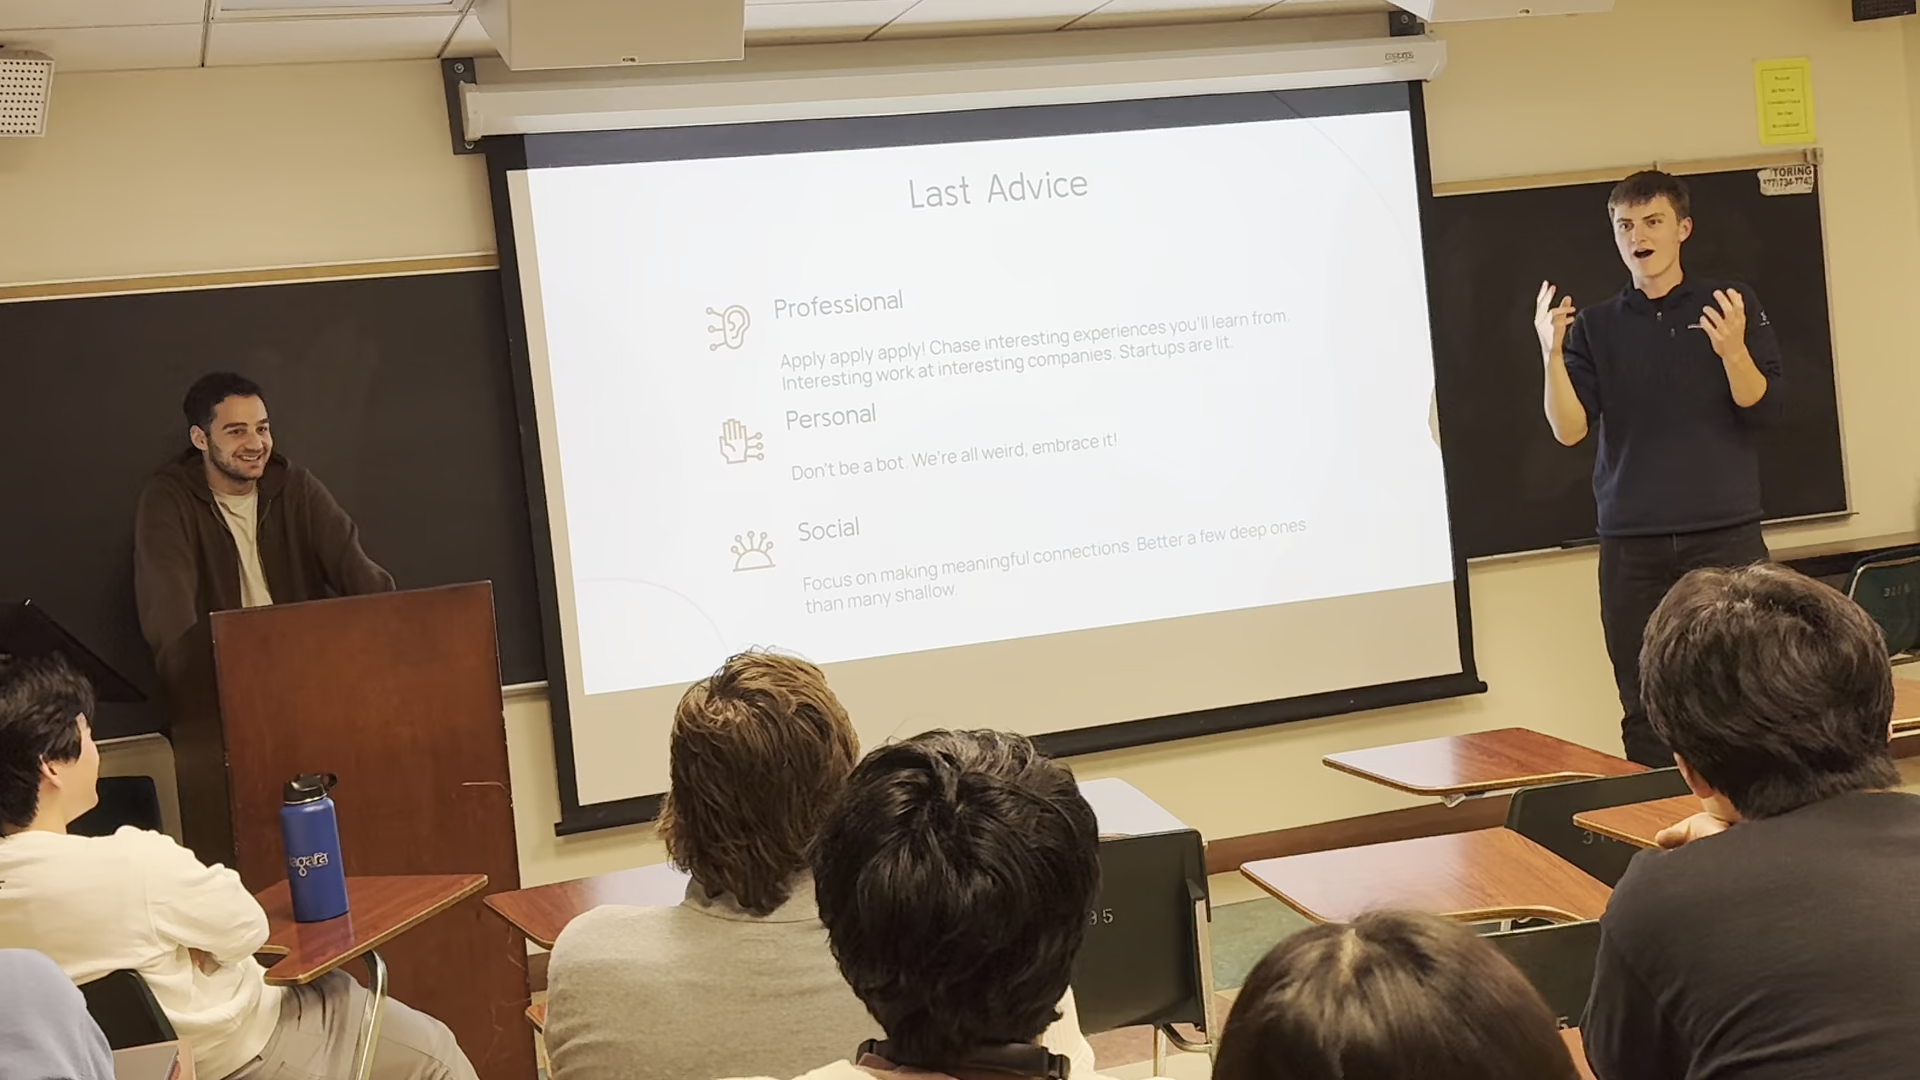 Last Advice
Professional
Apply apply apply! Chase interesting experiences you'll learn from.
Interesting work at interesting companies. Startups are lit.
Personal
Don't be a bot. We're all weird, embrace it!
Social
Focus on making meaningful connections. Better a few deep ones
than many shallow.
TORING
agara